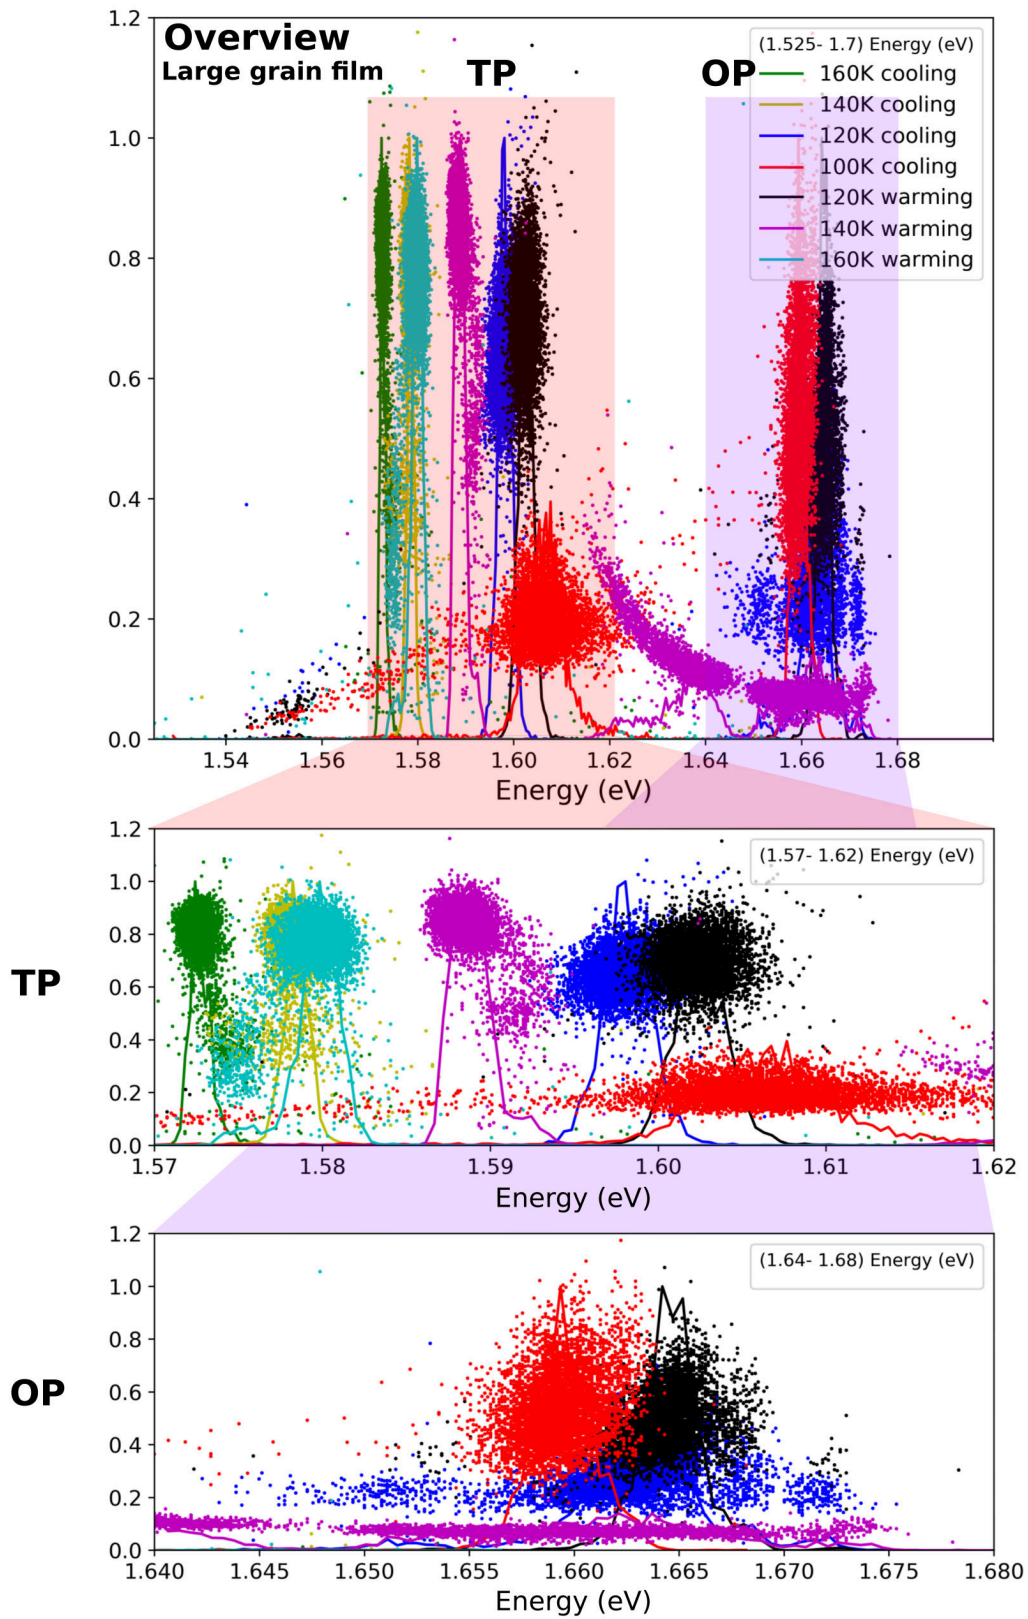 1.2
Overview
Large grain film
TP
OP
(1.525- 1.7) Energy (eV)
160K cooling
140K cooling
120K cooling
100K cooling
120K warming
140K warming
160K warming
1.0
0.8
0.6
0.4
0.2
0.0
1.54 1.56 1.58 1.60 1.62 1.64 1.66 1.68
Energy (eV)
TP
(1.57- 1.62) Energy (eV)
1.2
1.0
0.8
0.6
0.4
0.2
0.0
1.57 1.58 1.59 1.60 1.61 1.62
Energy (eV)
OP
(1.64- 1.68) Energy (eV)
1.2
1.0
0.8
0.6
0.4
0.2
0.0
1.640 1.645 1.650 1.655 1.660 1.665 1.670 1.675 1.680
Energy (eV)